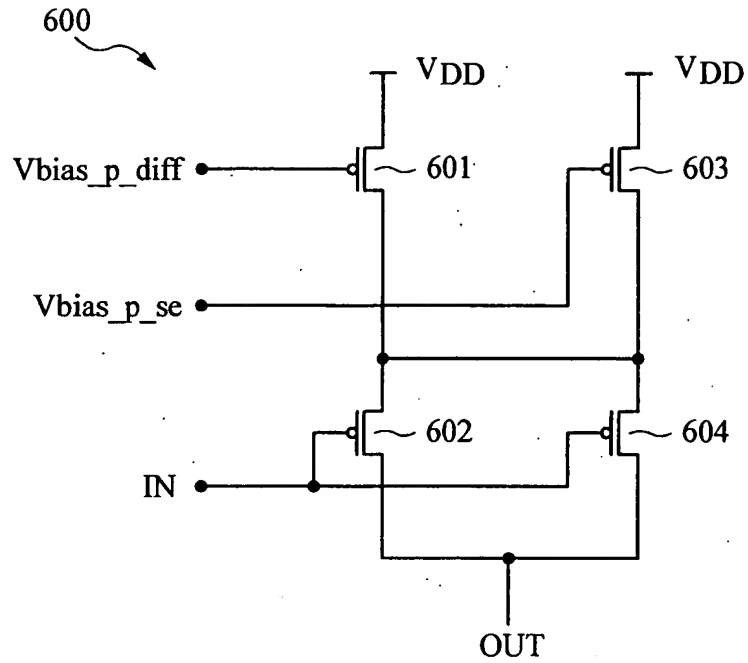 600
VDD
VDD
Vbias_p_diff
601
603
Vbias_p_se
602
604
IN
OUT